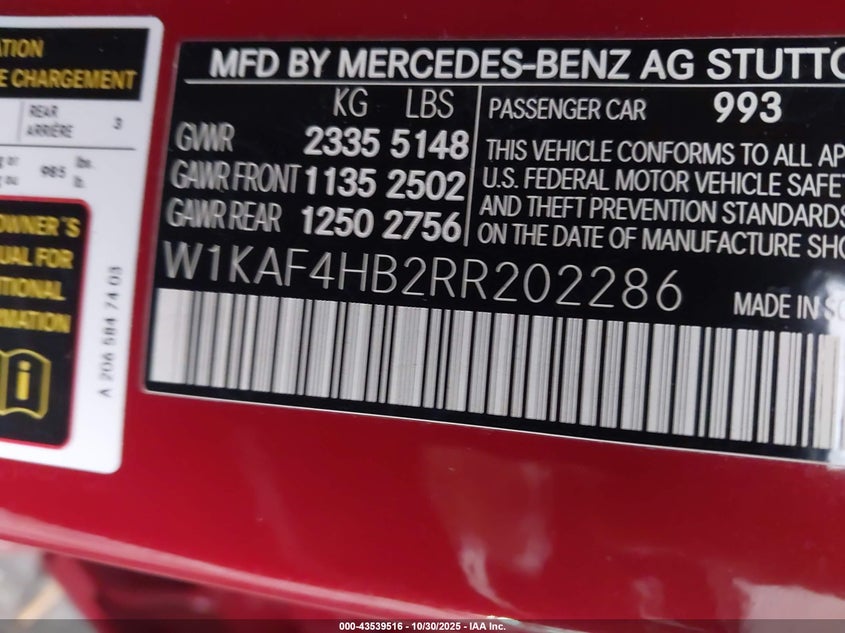 ATION
E CHARGEMENT
REAR
ARRIÈRE 3
985 lbs.
lb.
OWNER'S
UAL FOR
TIONAL
RMATION
A 206 584 74 03
MFD BY MERCEDES-BENZ AG STUTTG
KG LBS
GVWR 2335 5148
GAWR FRONT 1135 2502
GAWR REAR 1250 2756
PASSENGER CAR 993
THIS VEHICLE CONFORMS TO ALL AP
U.S. FEDERAL MOTOR VEHICLE SAFET
AND THEFT PREVENTION STANDARDS
ON THE DATE OF MANUFACTURE SHO
W1KAF4HB2RR202286
MADE IN SO
000-43539516 - 10/30/2025 - IAA Inc.